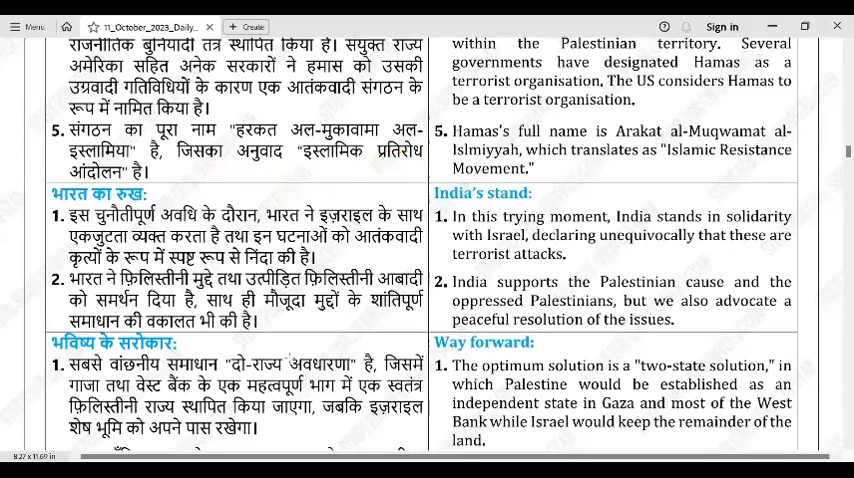 Menu
11_October_2023_Daily...
Create
Sign in
राजनीतिक बुनियादी तंत्र स्थापित किया है। संयुक्त राज्य
अमेरिका सहित अनेक सरकारों ने हमास को उसकी
उग्रवादी गतिविधियों के कारण एक आतंकवादी संगठन के
रूप में नामित किया है।
5. संगठन का पूरा नाम "हरकत अल-मुकावामा अल-
इस्लामिया" है, जिसका अनुवाद "इस्लामिक प्रतिरोध
आंदोलन" है।
within the Palestinian territory. Several
governments have designated Hamas as a
terrorist organisation. The US considers Hamas to
be a terrorist organisation.
5. Hamas's full name is Arakat al-Muqwamat al-
Islmiyyah, which translates as "Islamic Resistance
Movement."
भारत का रुख:
1. इस चुनौतीपूर्ण अवधि के दौरान, भारत ने इज़राइल के साथ
एकजुटता व्यक्त करता है तथा इन घटनाओं को आतंकवादी
कृत्यों के रूप में स्पष्ट रूप से निंदा की है।
2. भारत ने फ़िलिस्तीनी मुद्दे तथा उत्पीड़ित फ़िलिस्तीनी आबादी
को समर्थन दिया है, साथ ही मौजूदा मुद्दों के शांतिपूर्ण
समाधान की वकालत भी की है।
India's stand:
1. In this trying moment, India stands in solidarity
with Israel, declaring unequivocally that these are
terrorist attacks.
2. India supports the Palestinian cause and the
oppressed Palestinians, but we also advocate a
peaceful resolution of the issues.
भविष्य के सरोकार:
1. सबसे वांछनीय समाधान "दो-राज्य अवधारणा" है, जिसमें
गाजा तथा वेस्ट बैंक के एक महत्वपूर्ण भाग में एक स्वतंत्र
फ़िलिस्तीनी राज्य स्थापित किया जाएगा, जबकि इज़राइल
शेष भूमि को अपने पास रखेगा।
Way forward:
1. The optimum solution is a "two-state solution," in
which Palestine would be established as an
independent state in Gaza and most of the West
Bank while Israel would keep the remainder of the
land.
8.27 x 11.69 in